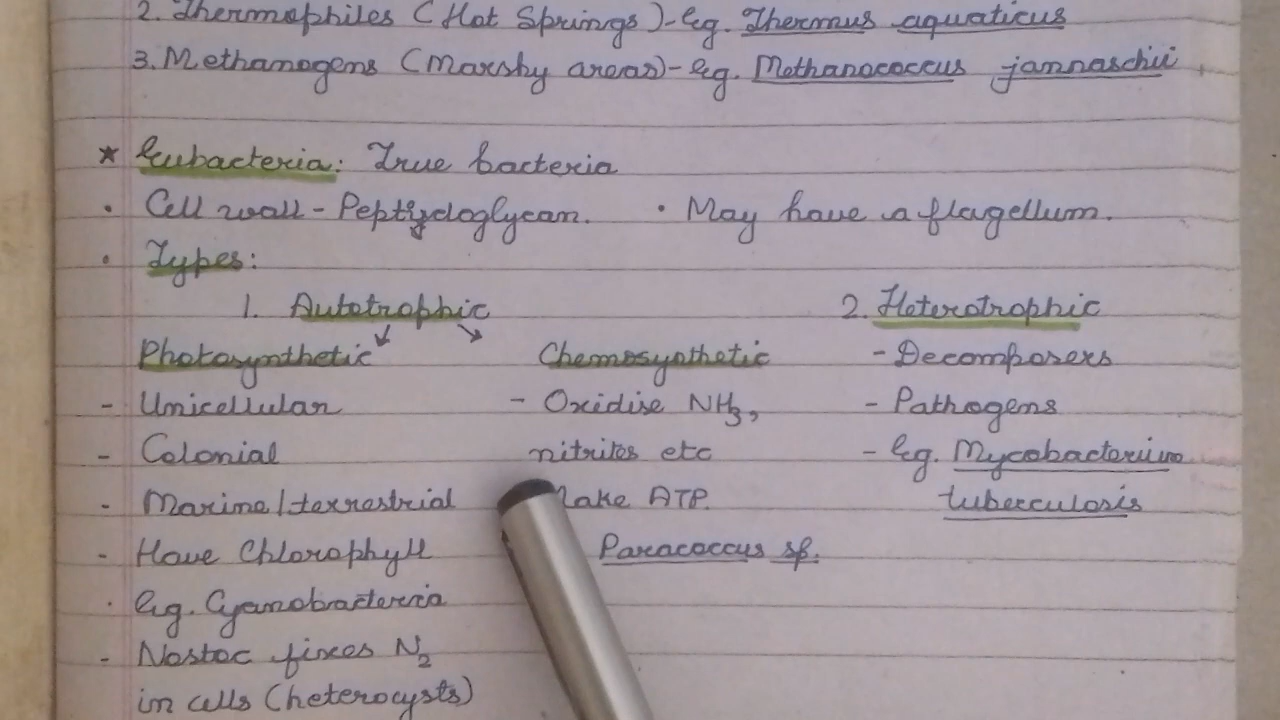 2. Thermophiles (Hot Springs) - Eg. Thermus aquaticus
3. Methanogens (Marshy areas) - Eg. Methanococcus jannaschii
★ Eubacteria: True bacteria
• Cell wall - Peptydoglycan. • May have a flagellum.
• Types:
1. Autotrophic 2. Heterotrophic
Photosynthetic Chemosynthetic - Decomposers
- Unicellular - Oxidise NH3, - Pathogens
- Colonial nitrites etc - Eg. Mycobacterium
- Marine/terrestrial Make ATP. tuberculosis
- Have Chlorophyll Paracoccus sp.
• Eg. Cyanobacteria
- Nostoc fixes N2
in cells (heterocysts)